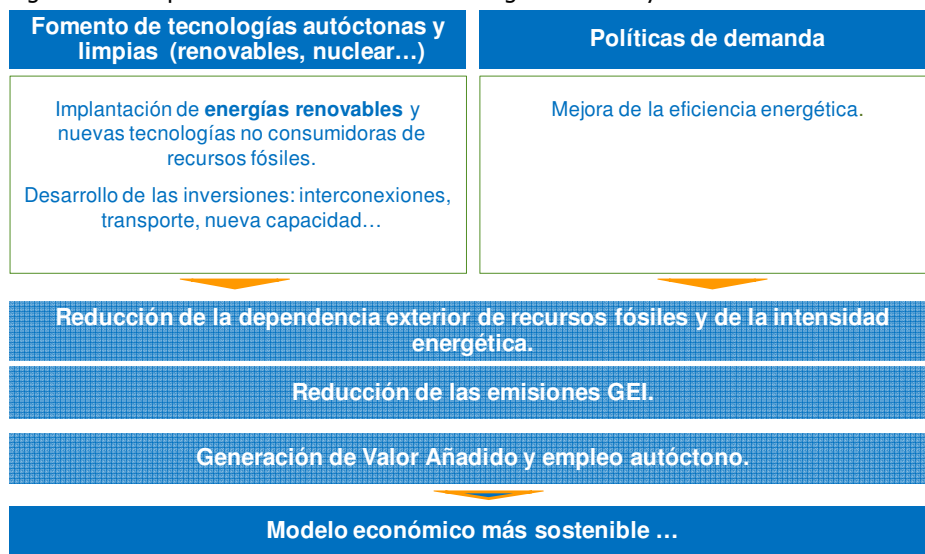 Fomento de tecnologías autóctonas y
limpias (renovables, nuclear…)
Políticas de demanda
Implantación de energías renovables y
nuevas tecnologías no consumidoras de
recursos fósiles.
Desarrollo de las inversiones: interconexiones,
transporte, nueva capacidad…
Mejora de la eficiencia energética.
Reducción de la dependencia exterior de recursos fósiles y de la intensidad
energética.
Reducción de las emisiones GEI.
Generación de Valor Añadido y empleo autóctono.
Modelo económico más sostenible …